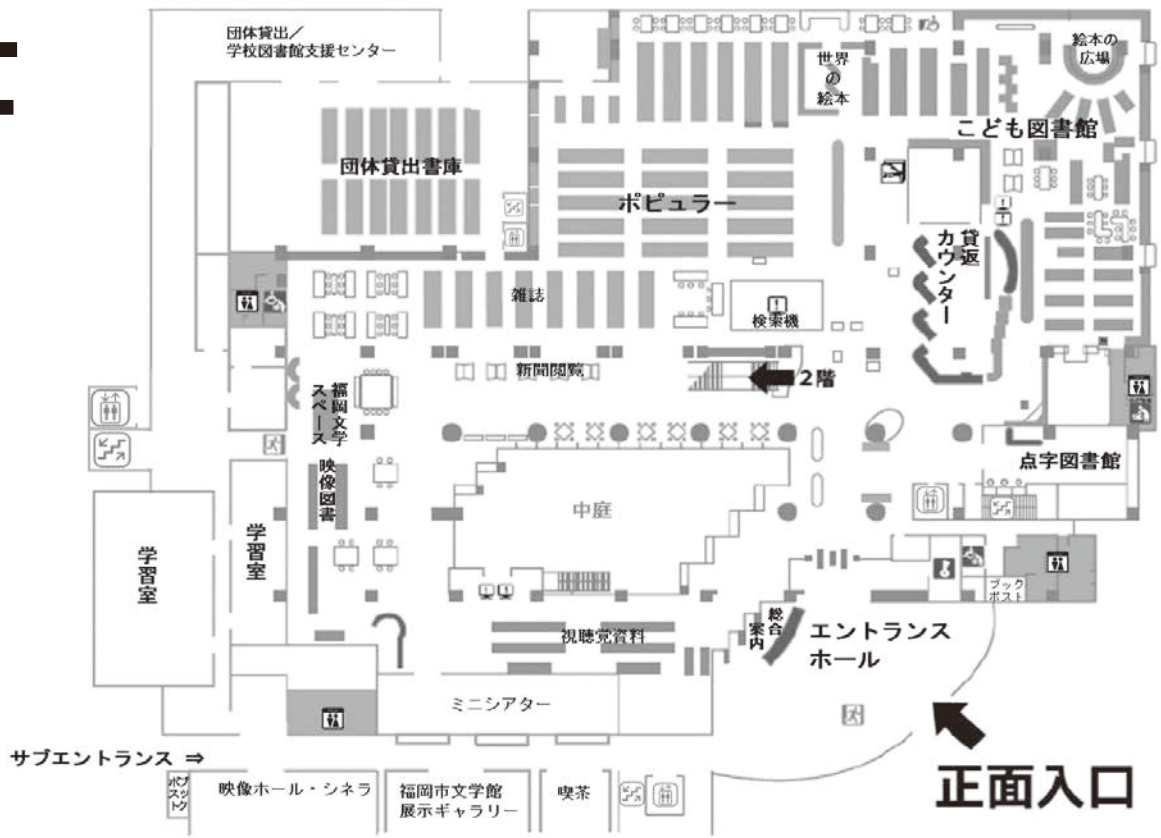 団体貸出／
学校図書館支援センター
世界
の
絵本
絵本の
広場
こども図書館
団体貸出書庫
ポピュラー
貸返
カウンター
雑誌
検索機
新聞閲覧
2階
福岡文学
スペース
点字図書館
映像図書
中庭
学習室
学習室
ブック
ポスト
総合
案内
エントランス
ホール
視聴覚資料
ミニシアター
サブエントランス ⇒
正面入口
ブック
ポスト
映像ホール・シネラ
福岡市文学館
展示ギャラリー
喫茶